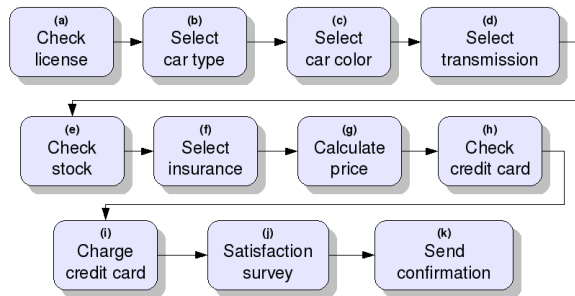 (a)
Check
license
(b)
Select
car type
(c)
Select
car color
(d)
Select
transmission
(e)
Check
stock
(f)
Select
insurance
(g)
Calculate
price
(h)
Check
credit card
(i)
Charge
credit card
(j)
Satisfaction
survey
(k)
Send
confirmation